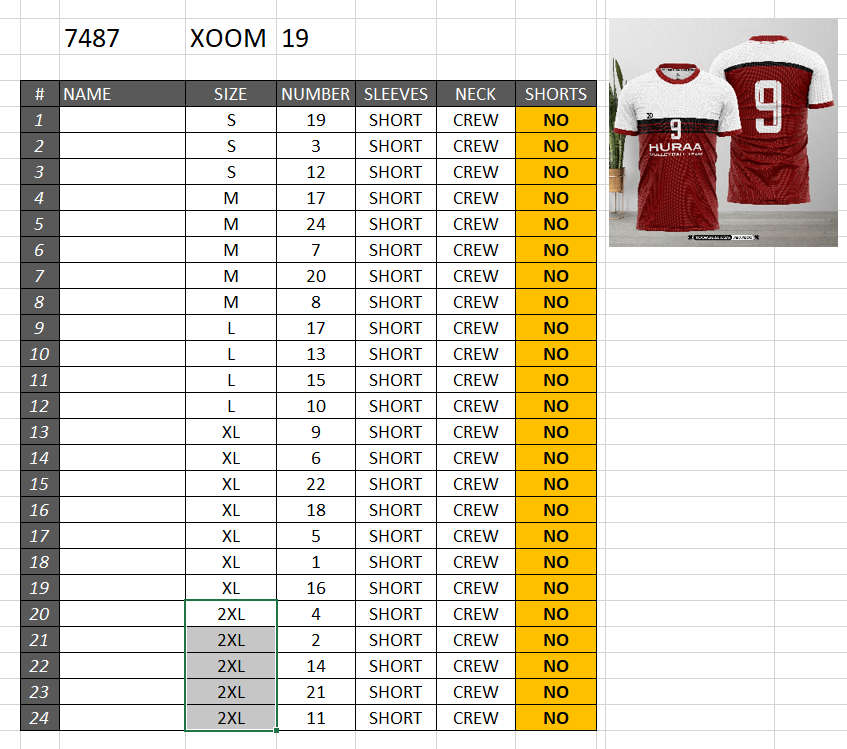 7487 XOOM 19
# NAME SIZE NUMBER SLEEVES NECK SHORTS
1 S 19 SHORT CREW NO
2 S 3 SHORT CREW NO
3 S 12 SHORT CREW NO
4 M 17 SHORT CREW NO
5 M 24 SHORT CREW NO
6 M 7 SHORT CREW NO
7 M 20 SHORT CREW NO
8 M 8 SHORT CREW NO
9 L 17 SHORT CREW NO
10 L 13 SHORT CREW NO
11 L 15 SHORT CREW NO
12 L 10 SHORT CREW NO
13 XL 9 SHORT CREW NO
14 XL 6 SHORT CREW NO
15 XL 22 SHORT CREW NO
16 XL 18 SHORT CREW NO
17 XL 5 SHORT CREW NO
18 XL 1 SHORT CREW NO
19 XL 16 SHORT CREW NO
20 2XL 4 SHORT CREW NO
21 2XL 2 SHORT CREW NO
22 2XL 14 SHORT CREW NO
23 2XL 21 SHORT CREW NO
24 2XL 11 SHORT CREW NO
9
9
HURAA
VOLLEYBALL TEAM